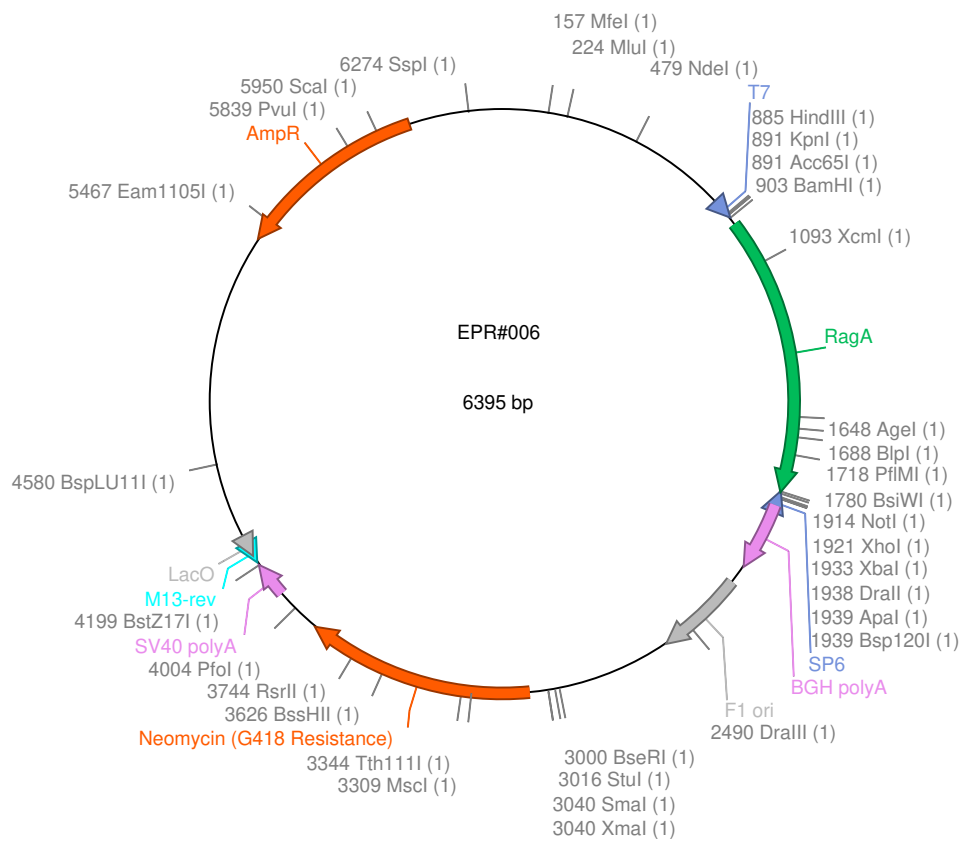 157 MfeI (1)
224 MluI (1)
479 NdeI (1)
T7
885 HindIII (1)
891 KpnI (1)
891 Acc65I (1)
903 BamHI (1)
1093 XcmI (1)
RagA
1648 AgeI (1)
1688 BlpI (1)
1718 PflMI (1)
1780 BsiWI (1)
1914 NotI (1)
1921 XhoI (1)
1933 XbaI (1)
1938 DraII (1)
1939 ApaI (1)
1939 Bsp120I (1)
SP6
BGH polyA
F1 ori
2490 DraIII (1)
3000 BseRI (1)
3016 StuI (1)
3040 SmaI (1)
3040 XmaI (1)
3309 MscI (1)
3344 Tth111I (1)
Neomycin (G418 Resistance)
3626 BssHII (1)
3744 RsrII (1)
4004 PfoI (1)
SV40 polyA
4199 BstZ17I (1)
M13-rev
LacO
4580 BspLU11I (1)
5467 Eam1105I (1)
AmpR
5839 PvuI (1)
5950 ScaI (1)
6274 SspI (1)
EPR#006
6395 bp